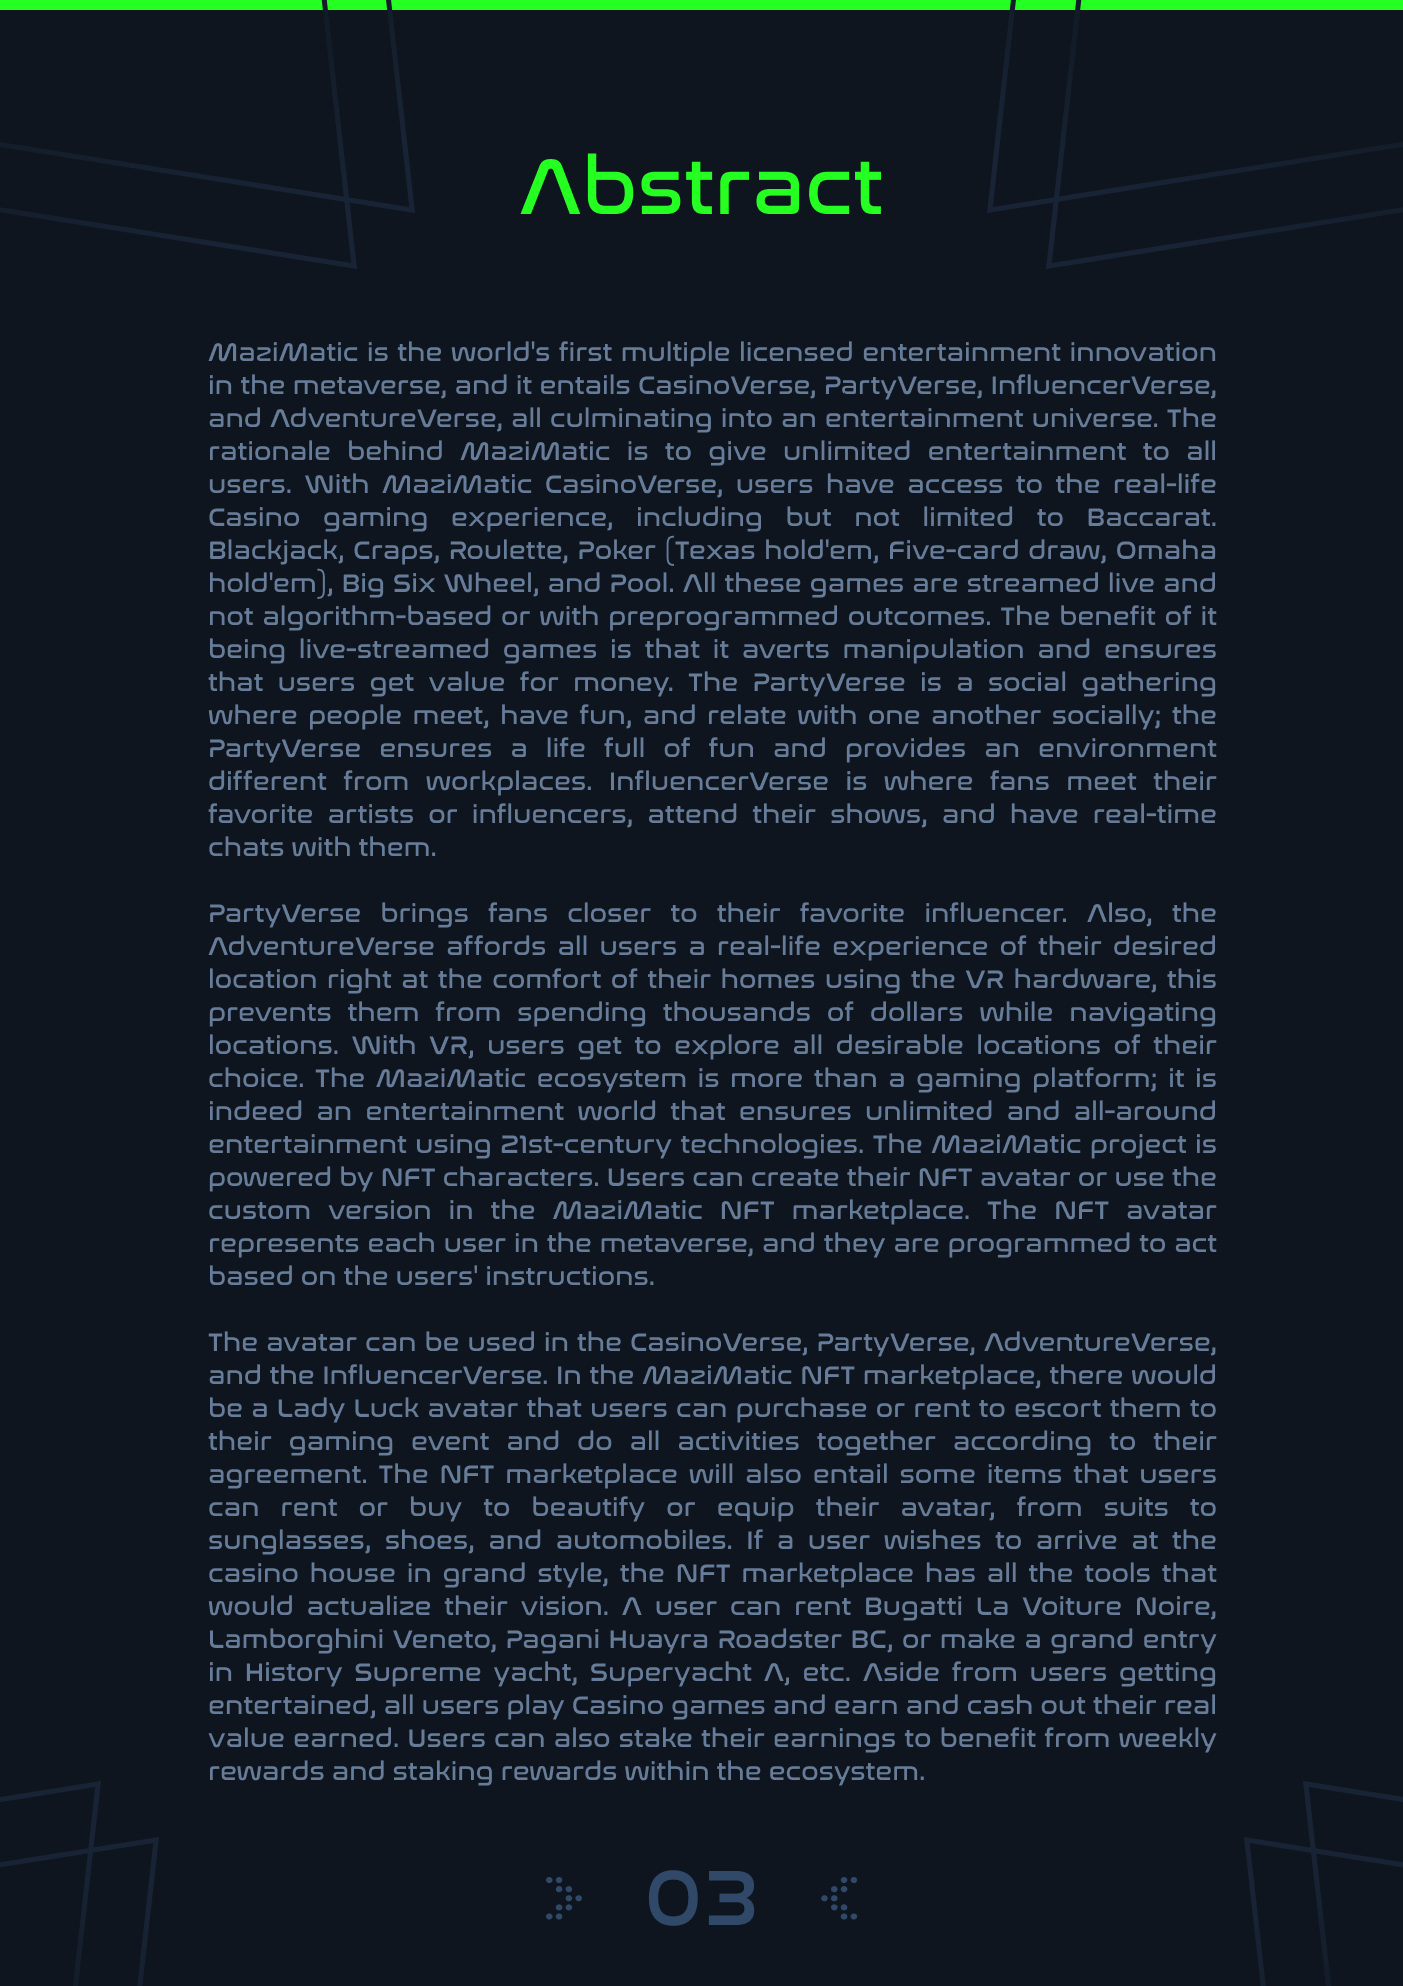 Abstract
MaziMatic is the world's first multiple licensed entertainment innovation
in the metaverse, and it entails CasinoVerse, PartyVerse, InfluencerVerse,
and AdventureVerse, all culminating into an entertainment universe. The
rationale behind MaziMatic is to give unlimited entertainment to all
users. With MaziMatic CasinoVerse, users have access to the real-life
Casino gaming experience, including but not limited to Baccarat.
Blackjack, Craps, Roulette, Poker (Texas hold'em, Five-card draw, Omaha
hold'em), Big Six Wheel, and Pool. All these games are streamed live and
not algorithm-based or with preprogrammed outcomes. The benefit of it
being live-streamed games is that it averts manipulation and ensures
that users get value for money. The PartyVerse is a social gathering
where people meet, have fun, and relate with one another socially; the
PartyVerse ensures a life full of fun and provides an environment
different from workplaces. InfluencerVerse is where fans meet their
favorite artists or influencers, attend their shows, and have real-time
chats with them.
PartyVerse brings fans closer to their favorite influencer. Also, the
AdventureVerse affords all users a real-life experience of their desired
location right at the comfort of their homes using the VR hardware, this
prevents them from spending thousands of dollars while navigating
locations. With VR, users get to explore all desirable locations of their
choice. The MaziMatic ecosystem is more than a gaming platform; it is
indeed an entertainment world that ensures unlimited and all-around
entertainment using 21st-century technologies. The MaziMatic project is
powered by NFT characters. Users can create their NFT avatar or use the
custom version in the MaziMatic NFT marketplace. The NFT avatar
represents each user in the metaverse, and they are programmed to act
based on the users' instructions.
The avatar can be used in the CasinoVerse, PartyVerse, AdventureVerse,
and the InfluencerVerse. In the MaziMatic NFT marketplace, there would
be a Lady Luck avatar that users can purchase or rent to escort them to
their gaming event and do all activities together according to their
agreement. The NFT marketplace will also entail some items that users
can rent or buy to beautify or equip their avatar, from suits to
sunglasses, shoes, and automobiles. If a user wishes to arrive at the
casino house in grand style, the NFT marketplace has all the tools that
would actualize their vision. A user can rent Bugatti La Voiture Noire,
Lamborghini Veneto, Pagani Huayra Roadster BC, or make a grand entry
in History Supreme yacht, Superyacht A, etc. Aside from users getting
entertained, all users play Casino games and earn and cash out their real
value earned. Users can also stake their earnings to benefit from weekly
rewards and staking rewards within the ecosystem.
03